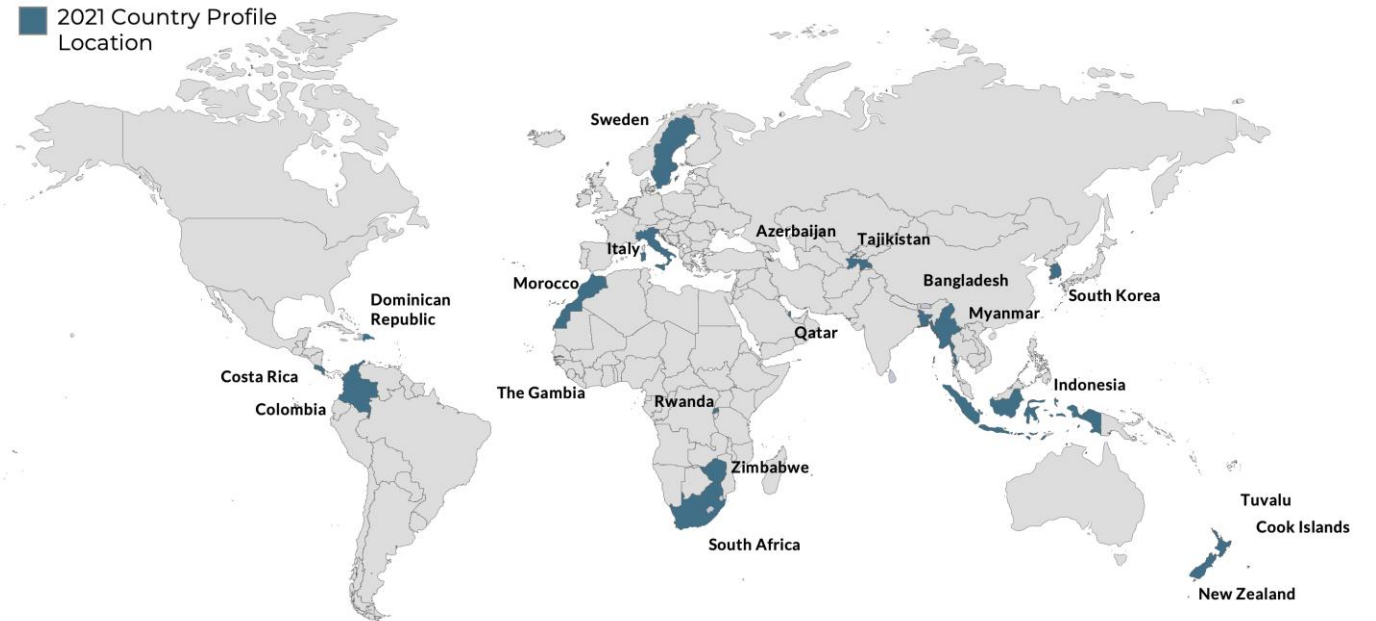 2021 Country Profile
Location
Sweden
Azerbaijan
Tajikistan
Italy
Bangladesh
Morocco
South Korea
Dominican
Republic
Myanmar
Qatar
Costa Rica
Indonesia
The Gambia
Rwanda
Colombia
Zimbabwe
Tuvalu
Cook Islands
South Africa
New Zealand